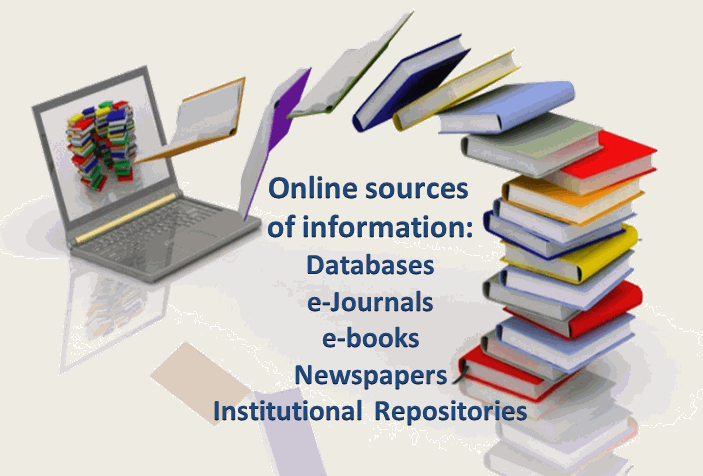 Online sources
of information:
Databases
e-Journals
e-books
Newspapers
Institutional Repositories